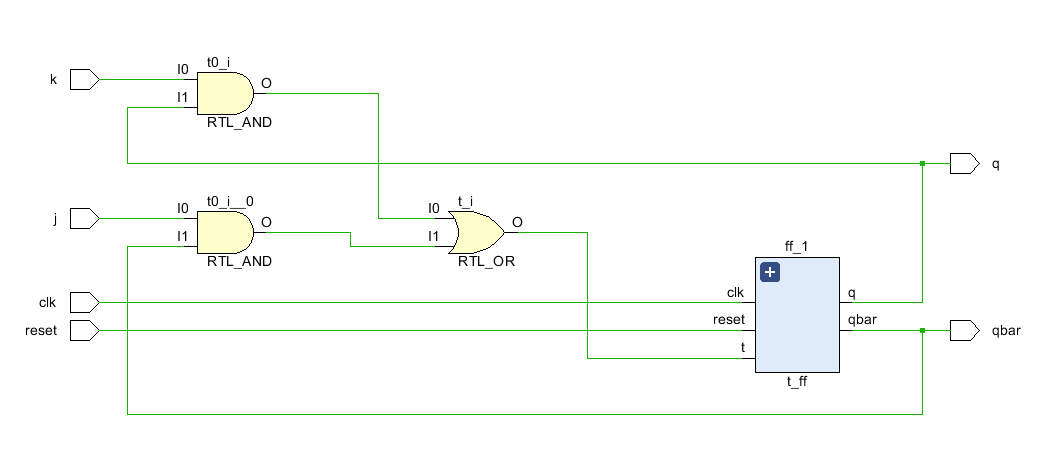 t0_i
k
I0
O
I1
RTL_AND
q
t0_i__0
t_i
j
I0
O
I0
O
I1
I1
RTL_AND
RTL_OR
ff_1
clk
clk
q
reset
reset
qbar
qbar
t
t_ff